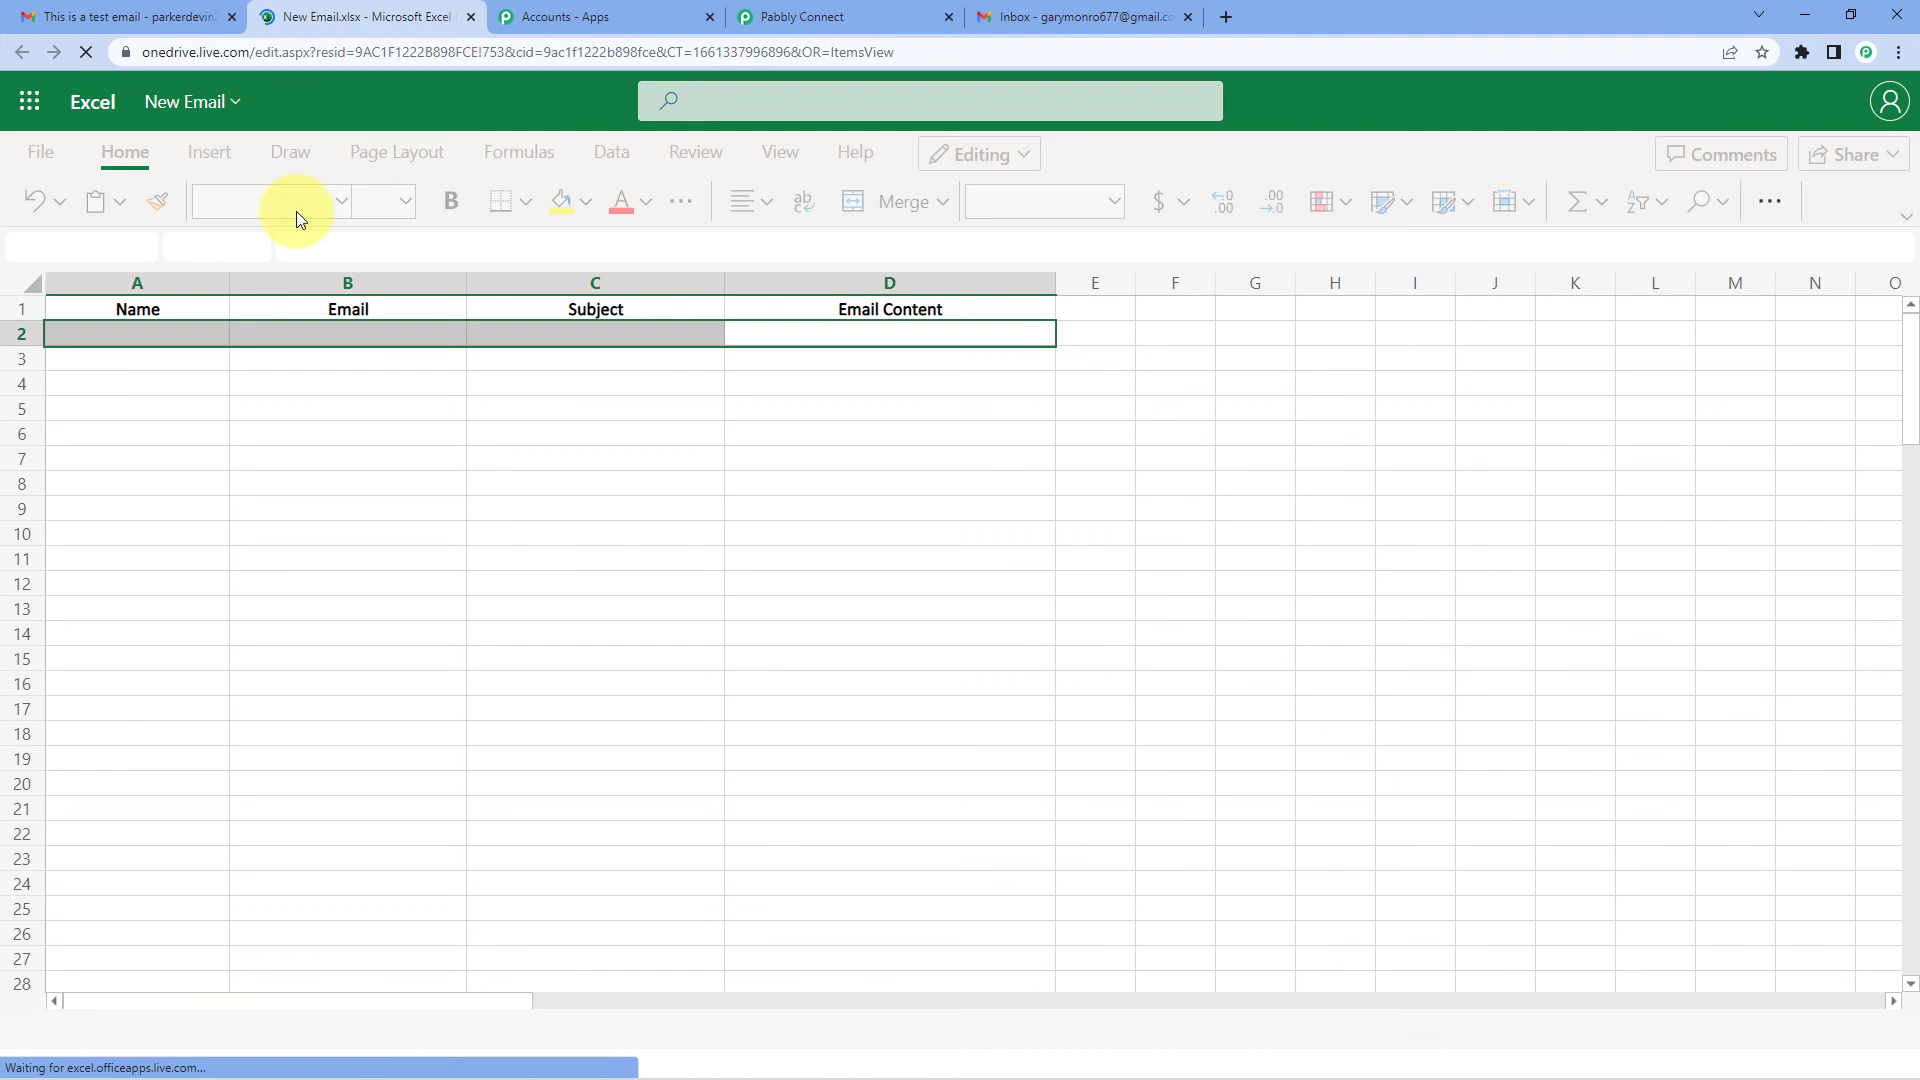 This is a test email - parkerdevin2
New Email.xlsx - Microsoft Excel
Accounts - Apps
Pabbly Connect
Inbox - garymonro677@gmail.co
onedrive.live.com/edit.aspx?resid=9AC1F1222B898FCE!753&cid=9ac1f1222b898fce&CT=1661337996896&OR=ItemsView
Excel New Email
File Home Insert Draw Page Layout Formulas Data Review View Help Editing Comments Share
B A ab Merge $ .00 .00
A B C D E F G H I J K L M N O
1 Name Email Subject Email Content
2
3
4
5
6
7
8
9
10
11
12
13
14
15
16
17
18
19
20
21
22
23
24
25
26
27
28
Waiting for excel.officeapps.live.com...